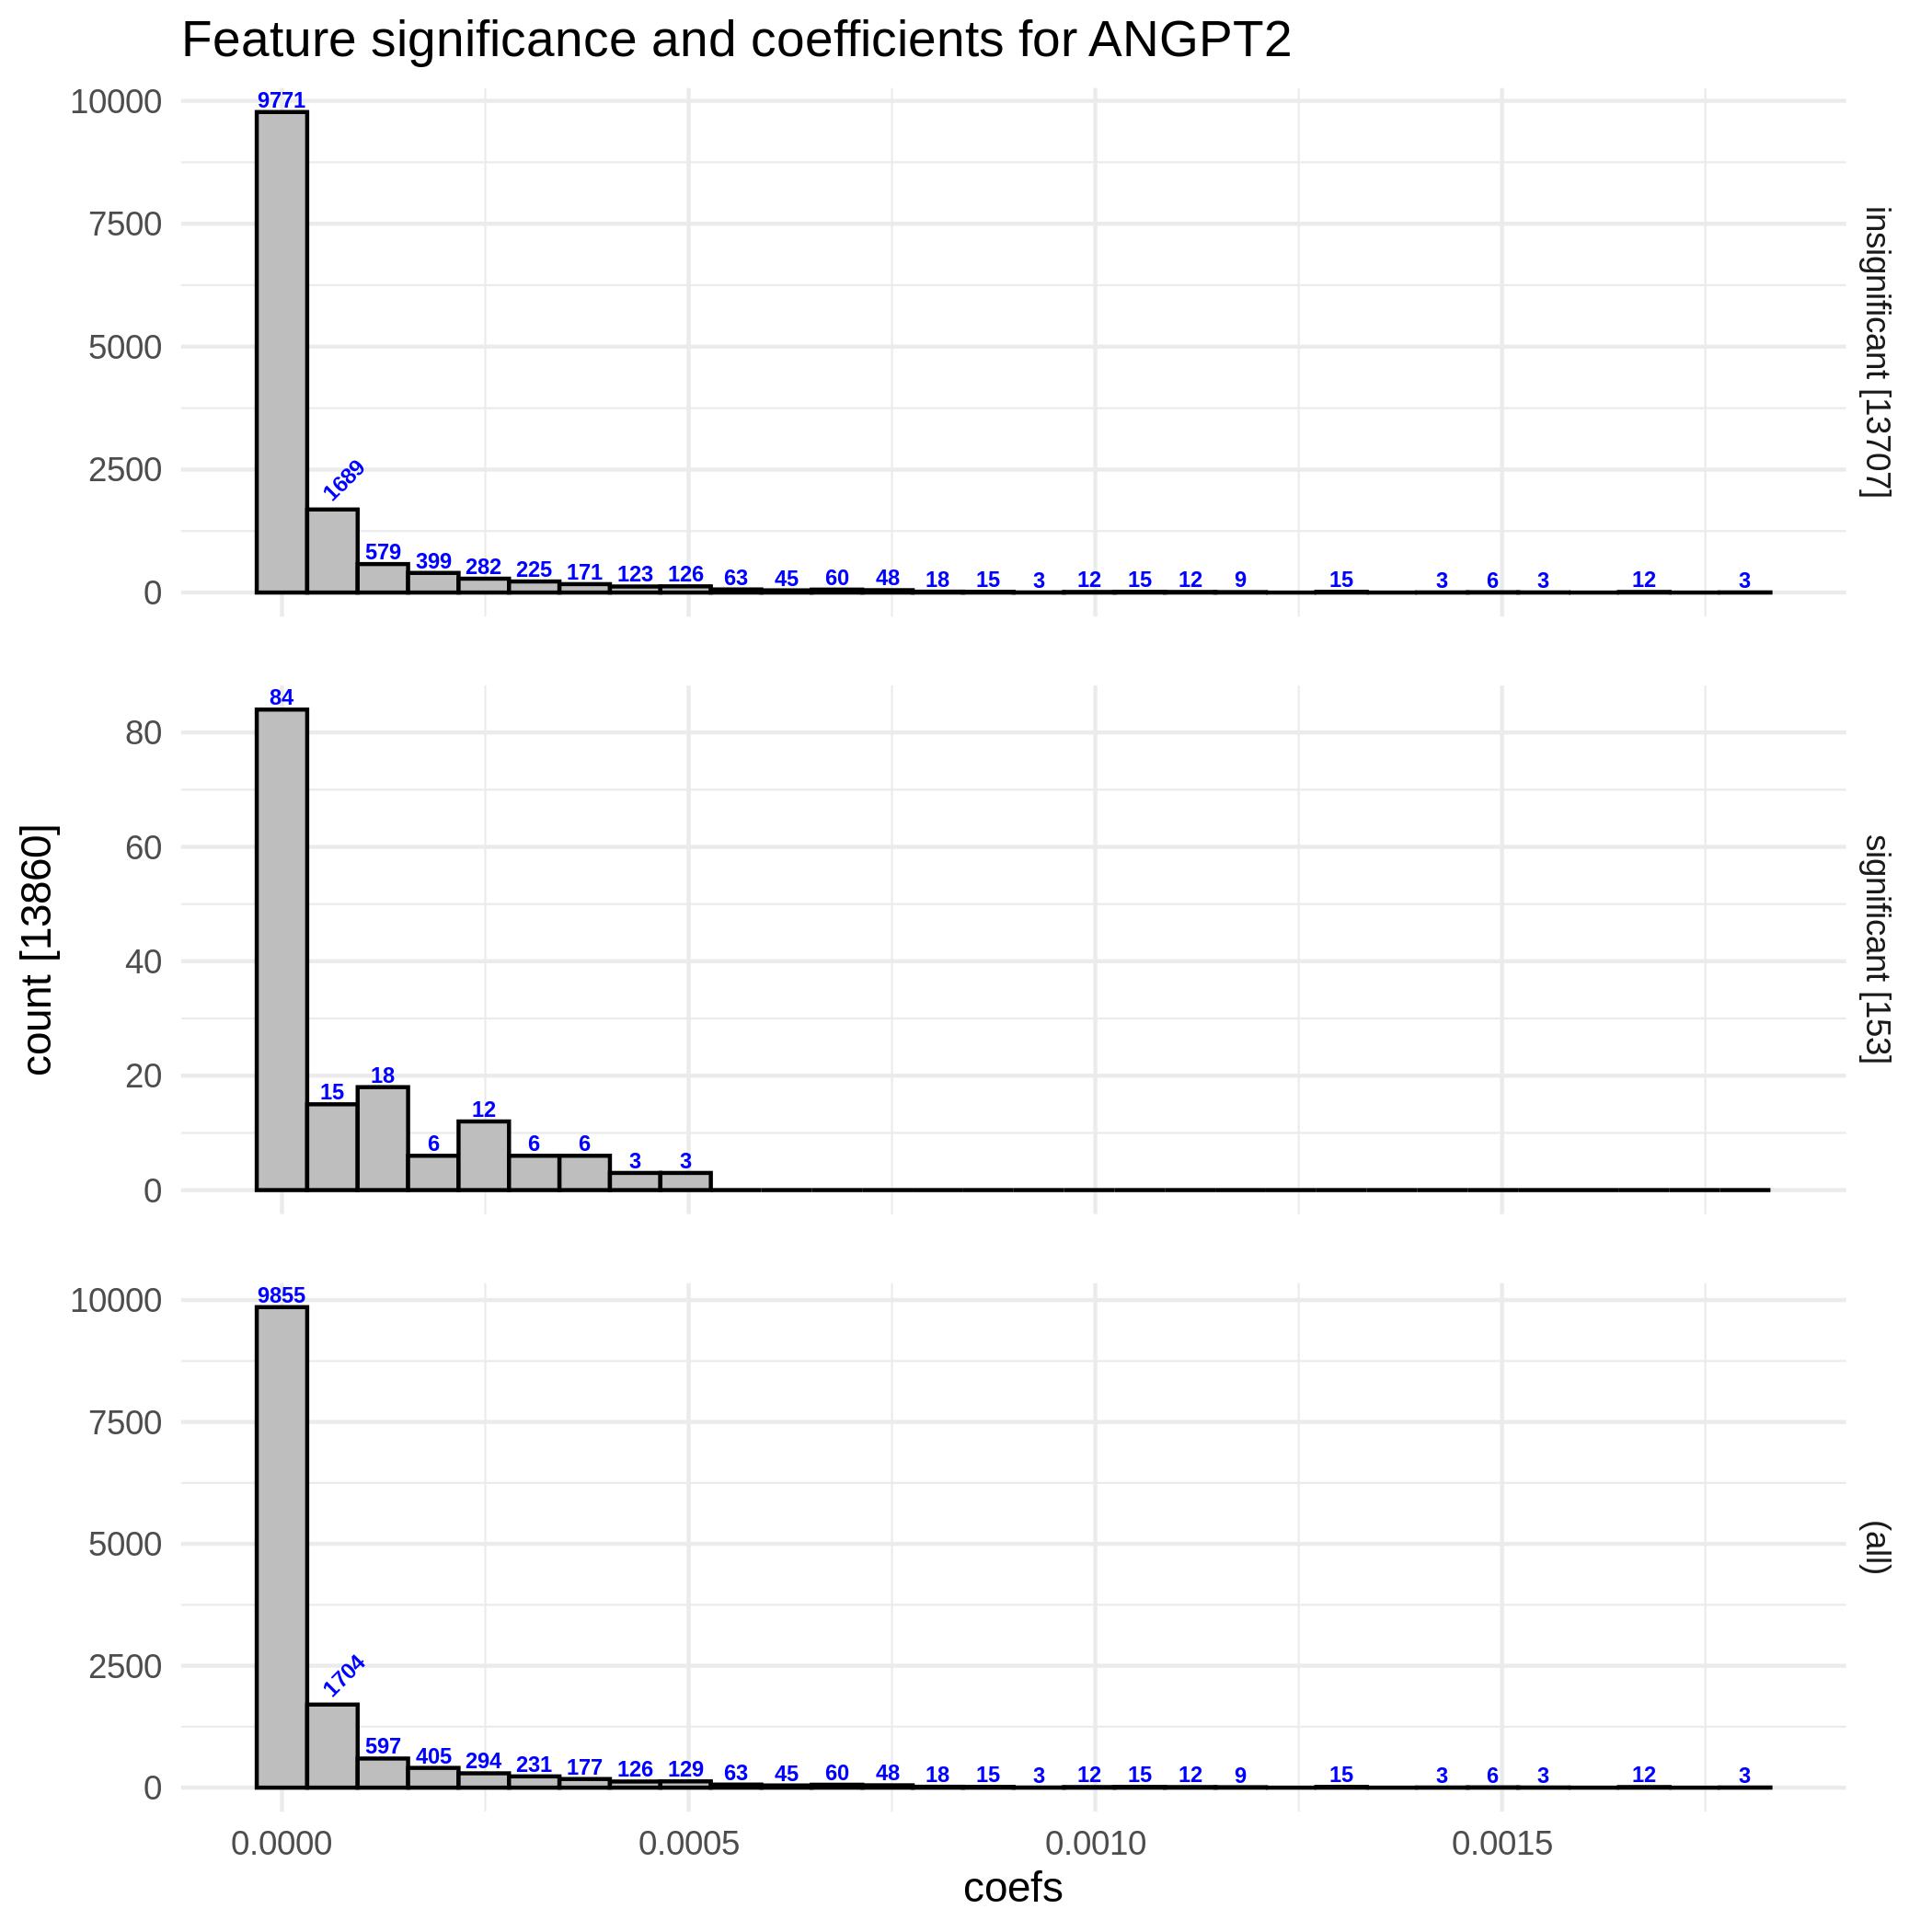 Feature significance and coefficients for ANGPT2
count [13860]
10000
7500
5000
2500
0
9771
1689
579 399 282 225 171 123 126 63 45 60 48 18 15 3 12 15 12 9 15 3 6 3 12 3
insignificant [13707]
80
60
40
20
0
84
15 18 6 12 6 6 3 3
significant [153]
10000
7500
5000
2500
0
9855
1704
597 405 294 231 177 126 129 63 45 60 48 18 15 3 12 15 12 9 15 3 6 3 12 3
(all)
0.0000 0.0005 0.0010 0.0015
coefs